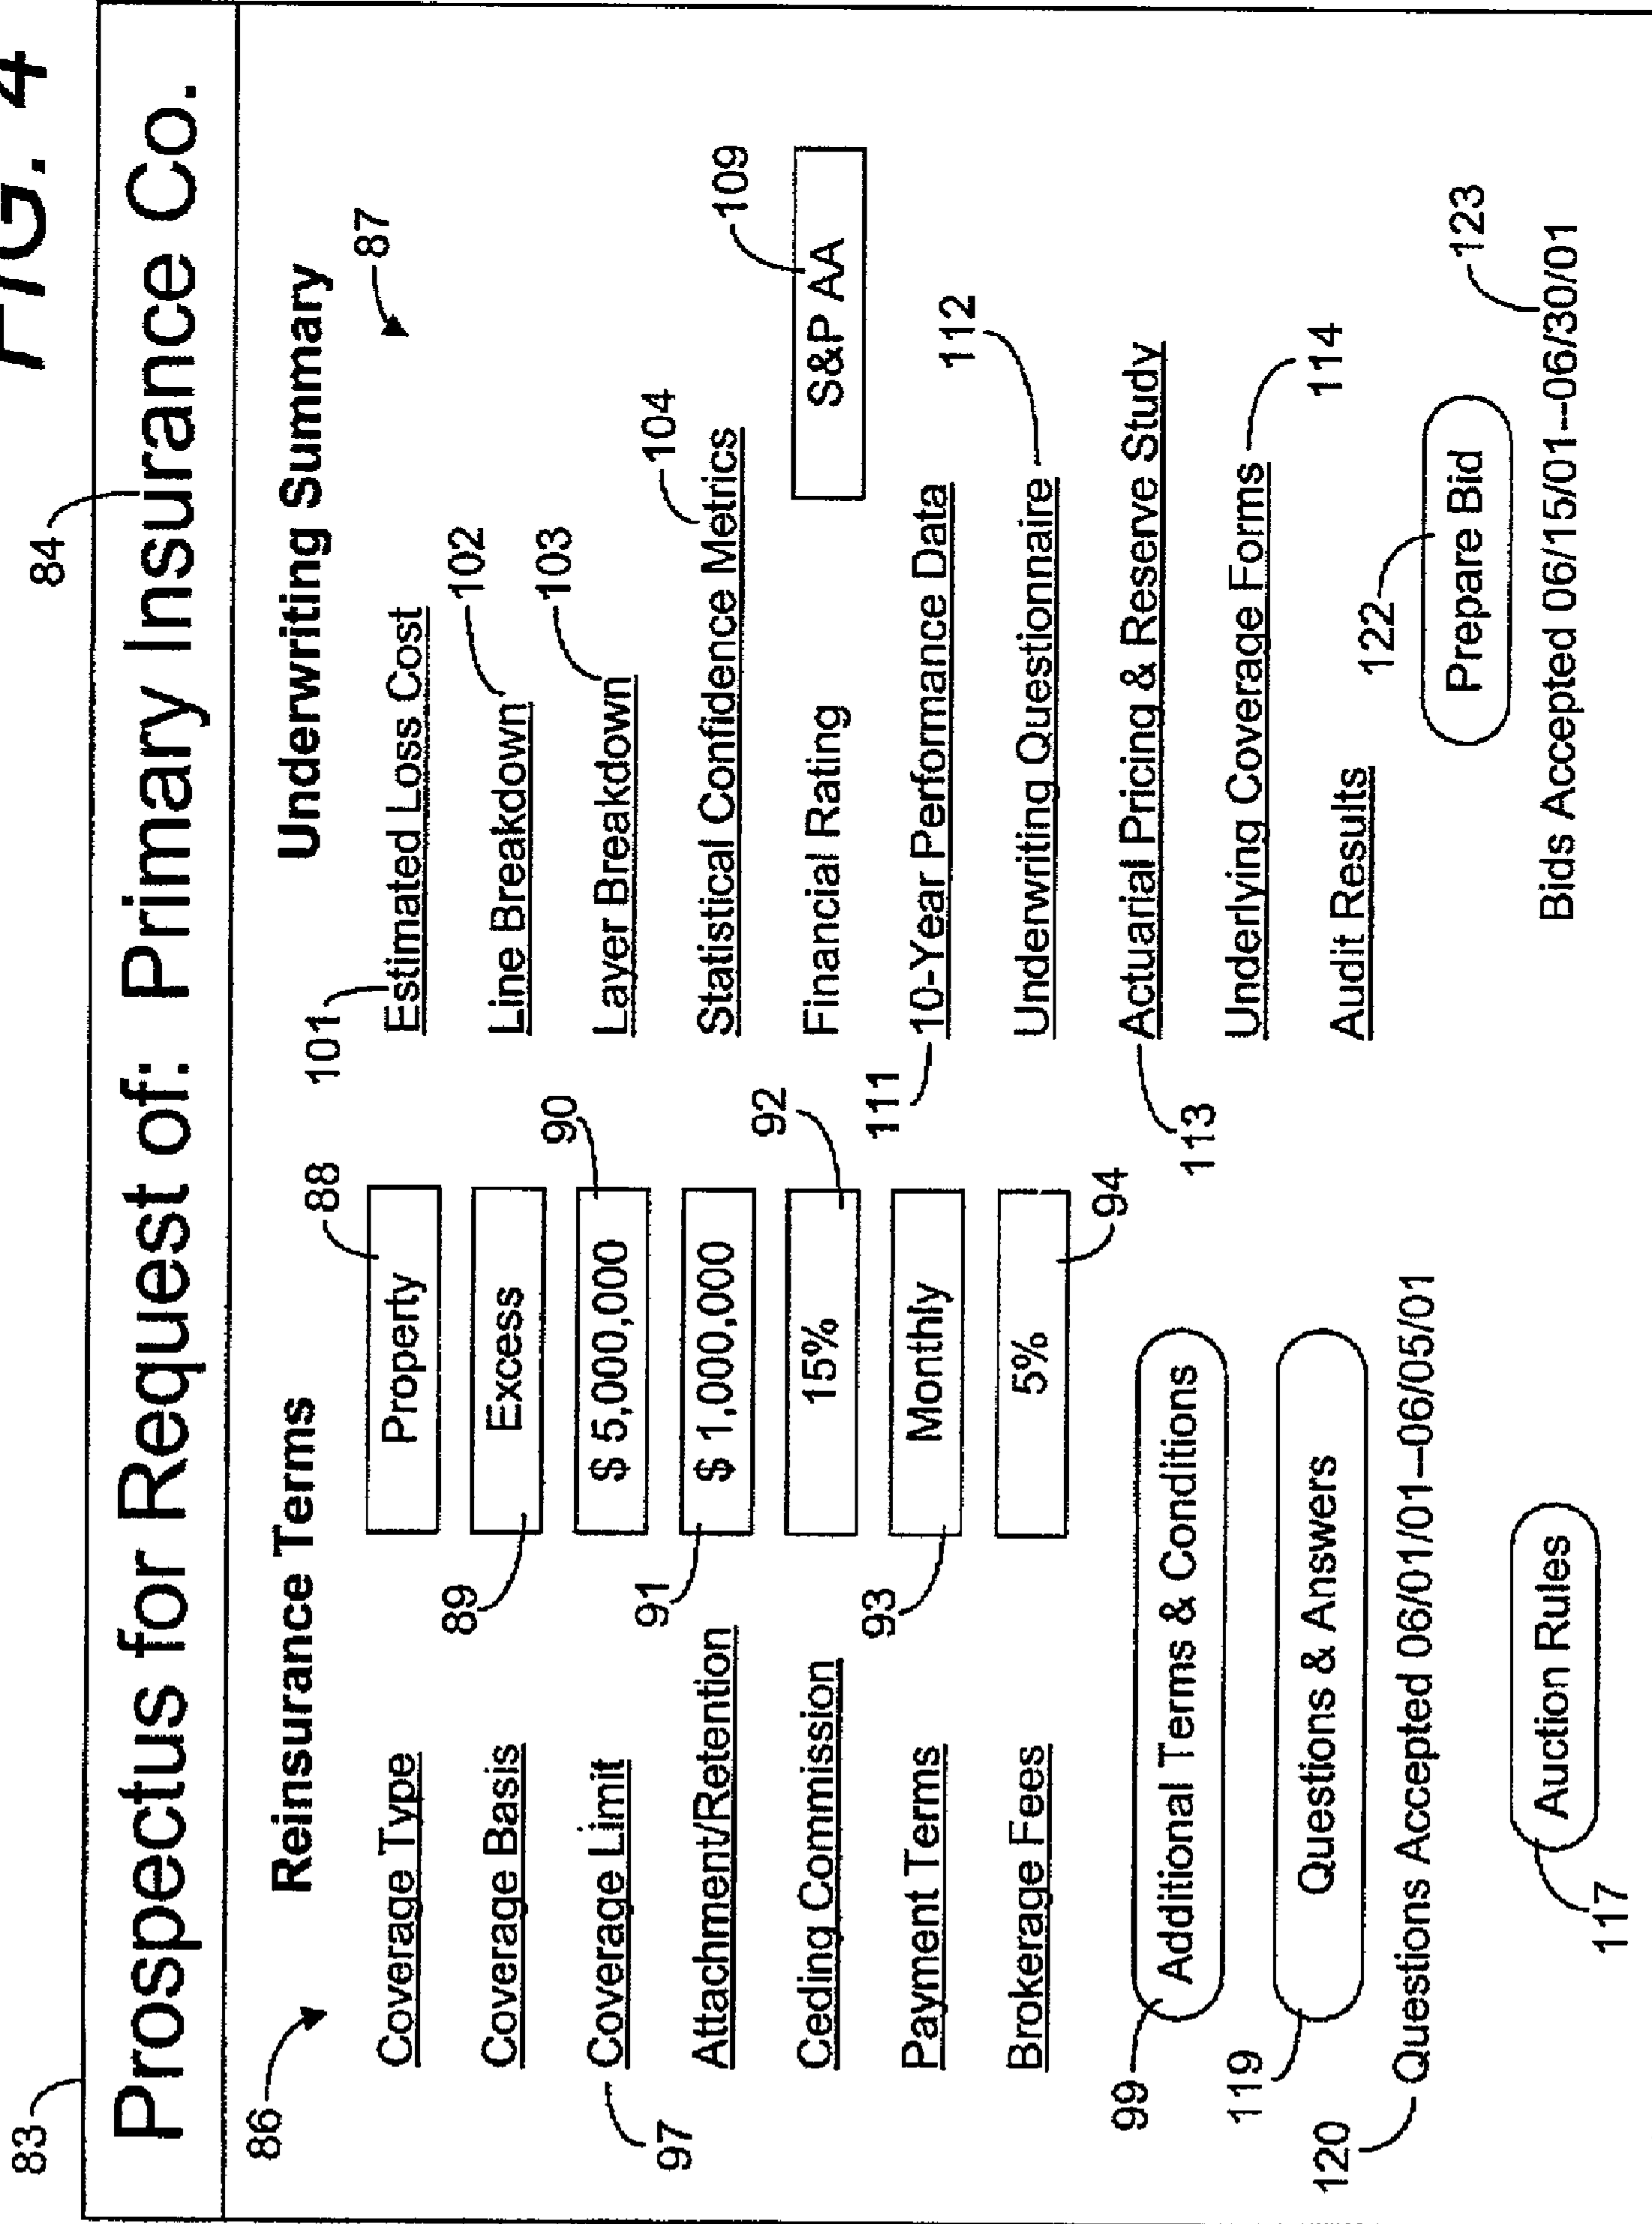 FIG. 4
83
84
Prospectus for Request of: Primary Insurance Co.
86
Reinsurance Terms
Underwriting Summary
87
Coverage Type
Property
88
101
Estimated Loss Cost
Coverage Basis
89
Excess
Line Breakdown
102
97
Coverage Limit
$ 5,000,000
90
Layer Breakdown
103
Attachment/Retention
91
$ 1,000,000
Statistical Confidence Metrics
104
Ceding Commission
15%
92
Financial Rating
S&P AA
109
Payment Terms
93
Monthly
111
10-Year Performance Data
Brokerage Fees
5%
94
Underwriting Questionnaire
112
113
Actuarial Pricing & Reserve Study
99
Additional Terms & Conditions
Underlying Coverage Forms
114
119
Questions & Answers
Audit Results
120
Questions Accepted 06/01/01--06/05/01
122
Prepare Bid
117
Auction Rules
Bids Accepted 06/15/01--06/30/01
123